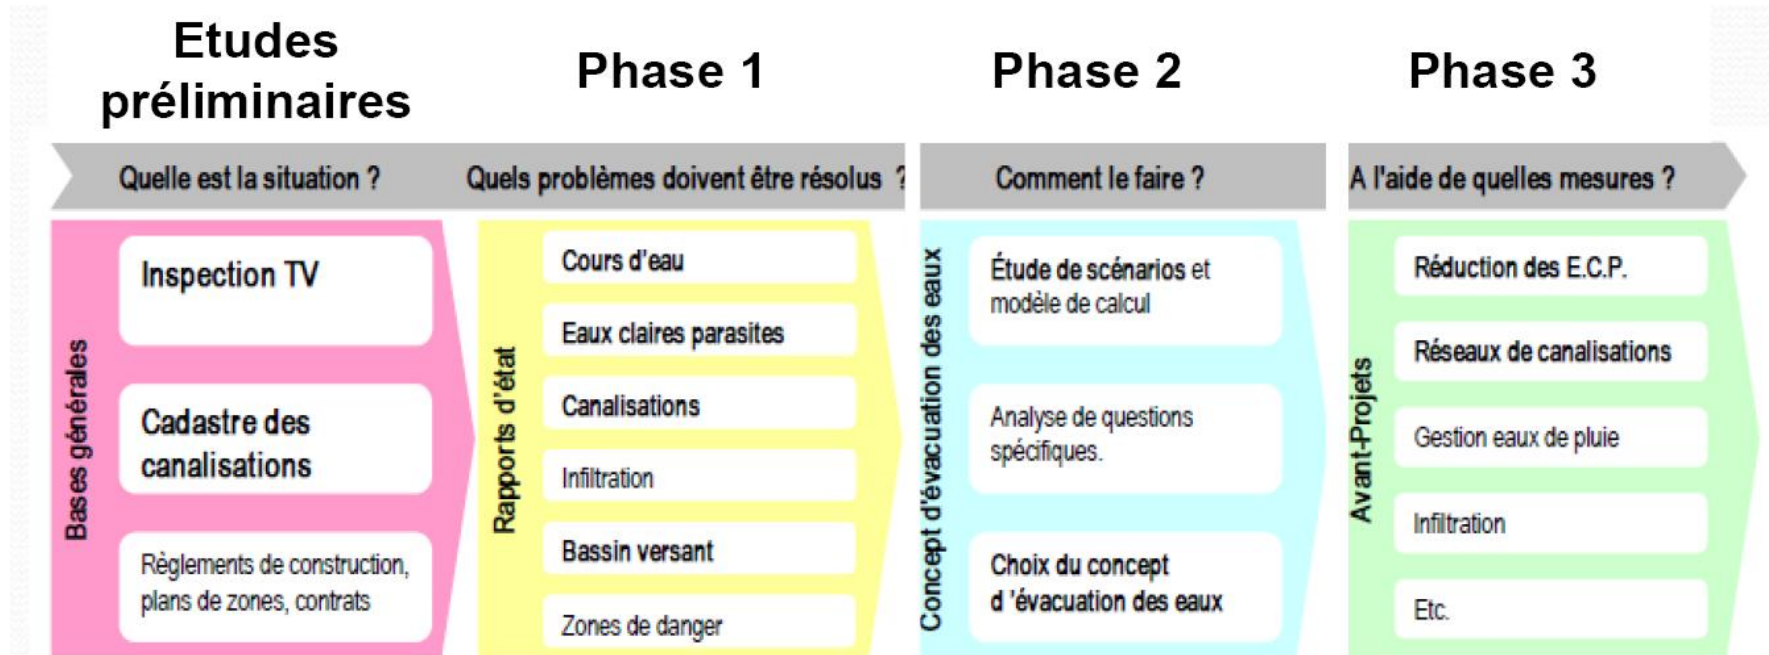 Etudes
préliminaires
Phase 1
Phase 2
Phase 3
Quelle est la situation ?
Quels problèmes doivent être résolus ?
Comment le faire ?
A l'aide de quelles mesures ?
Bases générales
Inspection TV
Cadastre des
canalisations
Règlements de construction,
plans de zones, contrats
Rapports d'état
Cours d'eau
Eaux claires parasites
Canalisations
Infiltration
Bassin versant
Zones de danger
Concept d'évacuation des eaux
Étude de scénarios et
modèle de calcul
Analyse de questions
spécifiques.
Choix du concept
d 'évacuation des eaux
Avant-Projets
Réduction des E.C.P.
Réseaux de canalisations
Gestion eaux de pluie
Infiltration
Etc.